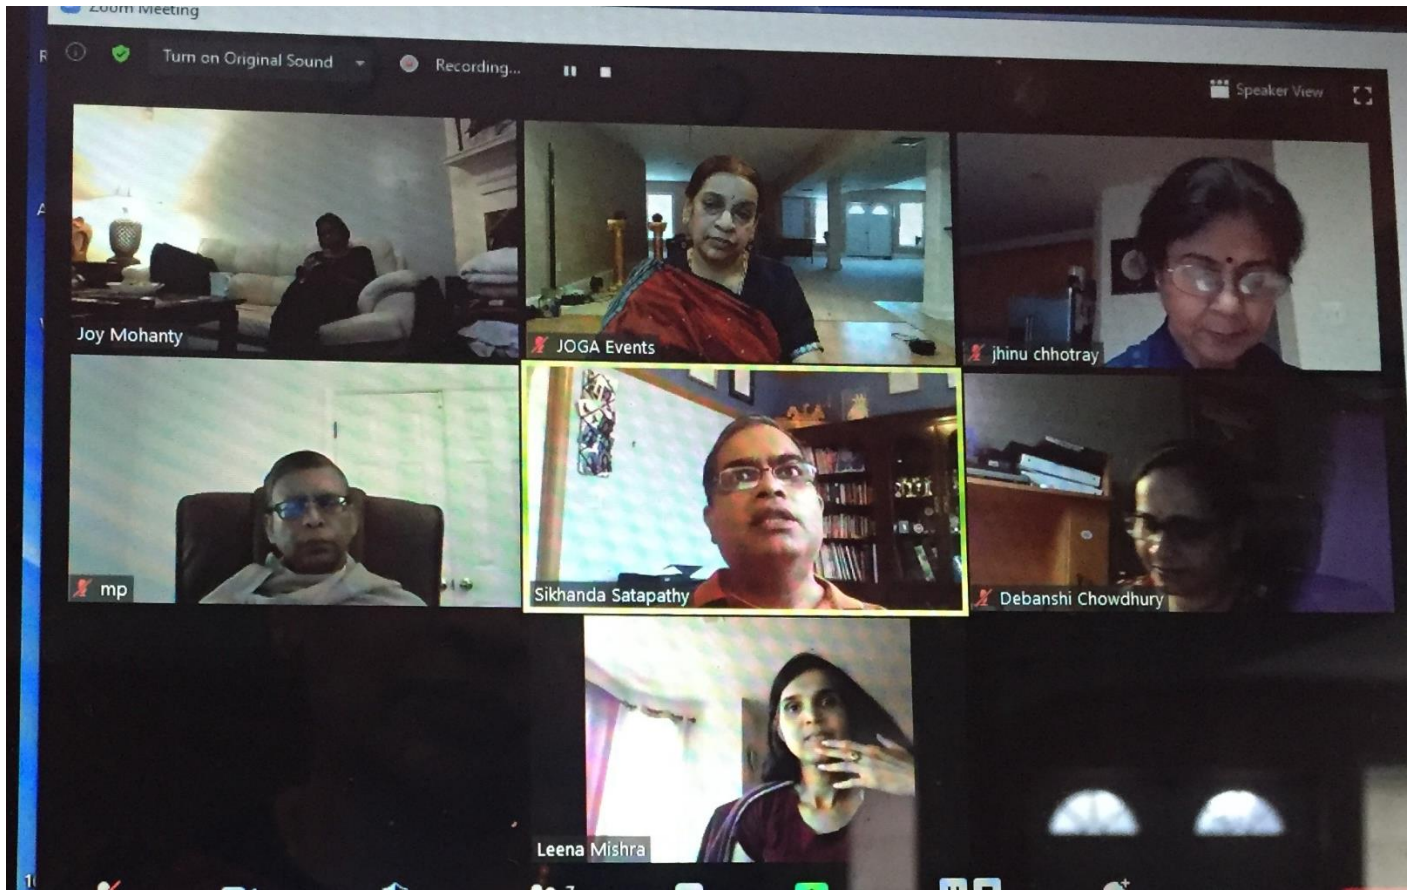 Zoom Meeting
Turn on Original Sound
Recording...
Speaker View
Joy Mohanty
JOGA Events
jhinu chhotray
mp
Sikhanda Satapathy
Debanshi Chowdhury
Leena Mishra